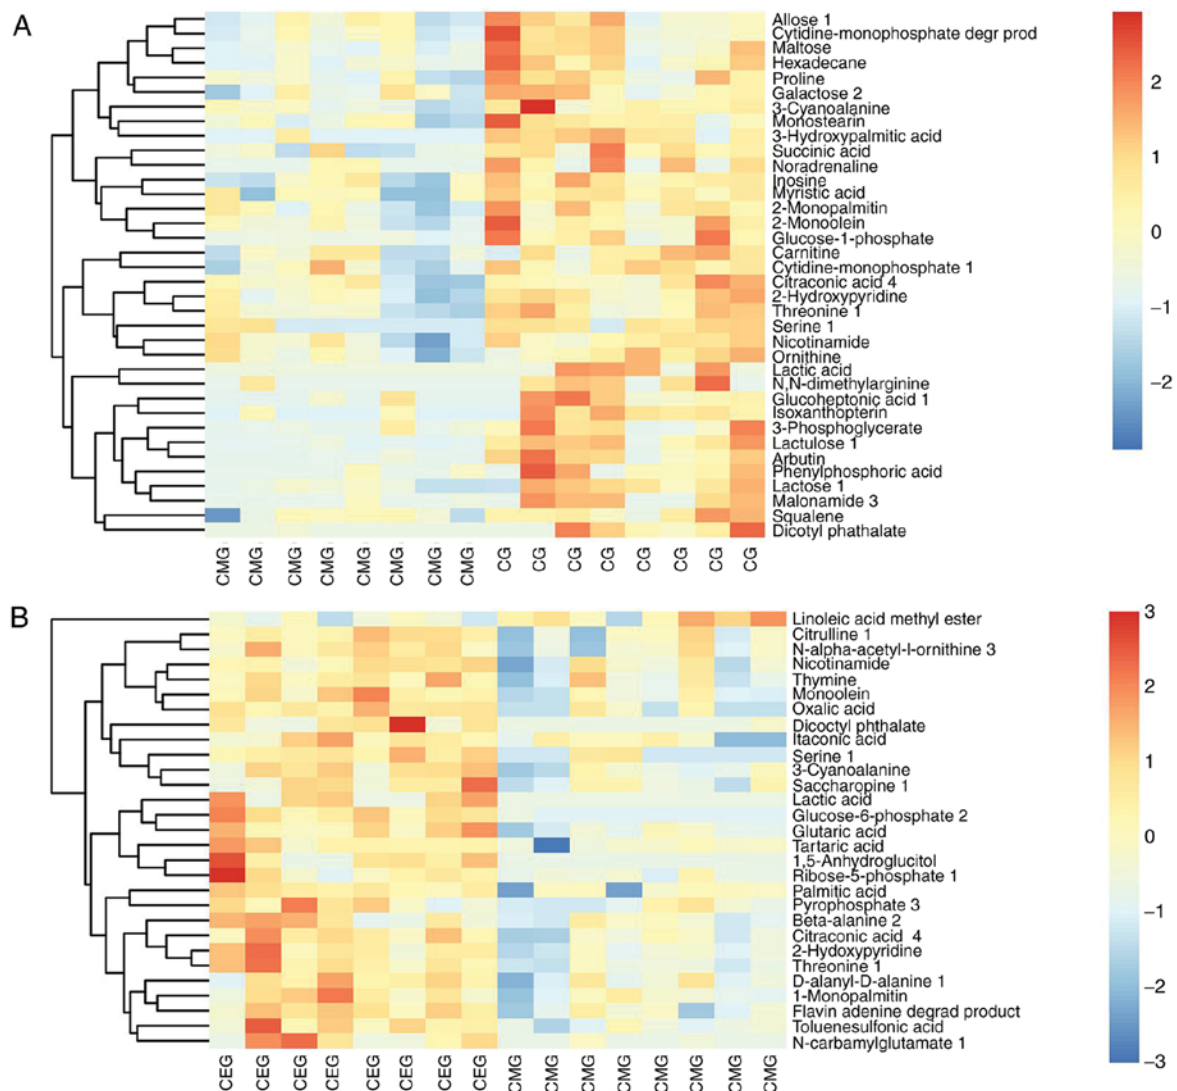 A
Allose 1
Cytidine-monophosphate degr prod
Maltose
Hexadecane
Proline
Galactose 2
3-Cyanoalanine
Monostearin
3-Hydroxypalmitic acid
Succinic acid
Noradrenaline
Inosine
Myristic acid
2-Monopalmitin
2-Monoolein
Glucose-1-phosphate
Carnitine
Cytidine-monophosphate 1
Citraconic acid 4
2-Hydroxypyridine
Threonine 1
Serine 1
Nicotinamide
Ornithine
Lactic acid
N,N-dimethylarginine
Glucoheptonic acid 1
Isoxanthopterin
3-Phosphoglycerate
Lactulose 1
Arbutin
Phenylphosphoric acid
Lactose 1
Malonamide 3
Squalene
Dicotyl phathalate
2
1
0
−1
−2
CMG CMG CMG CMG CMG CMG CMG CMG CG CG CG CG CG CG CG CG
B
Linoleic acid methyl ester
Citrulline 1
N-alpha-acetyl-l-ornithine 3
Nicotinamide
Thymine
Monoolein
Oxalic acid
Dicoctyl phthalate
Itaconic acid
Serine 1
3-Cyanoalanine
Saccharopine 1
Lactic acid
Glucose-6-phosphate 2
Glutaric acid
Tartaric acid
1,5-Anhydroglucitol
Ribose-5-phosphate 1
Palmitic acid
Pyrophosphate 3
Beta-alanine 2
Citraconic acid 4
2-Hydoxypyridine
Threonine 1
D-alanyl-D-alanine 1
1-Monopalmitin
Flavin adenine degrad product
Toluenesulfonic acid
N-carbamylglutamate 1
3
2
1
0
−1
−2
−3
CEG CEG CEG CEG CEG CEG CEG CEG CMG CMG CMG CMG CMG CMG CMG CMG